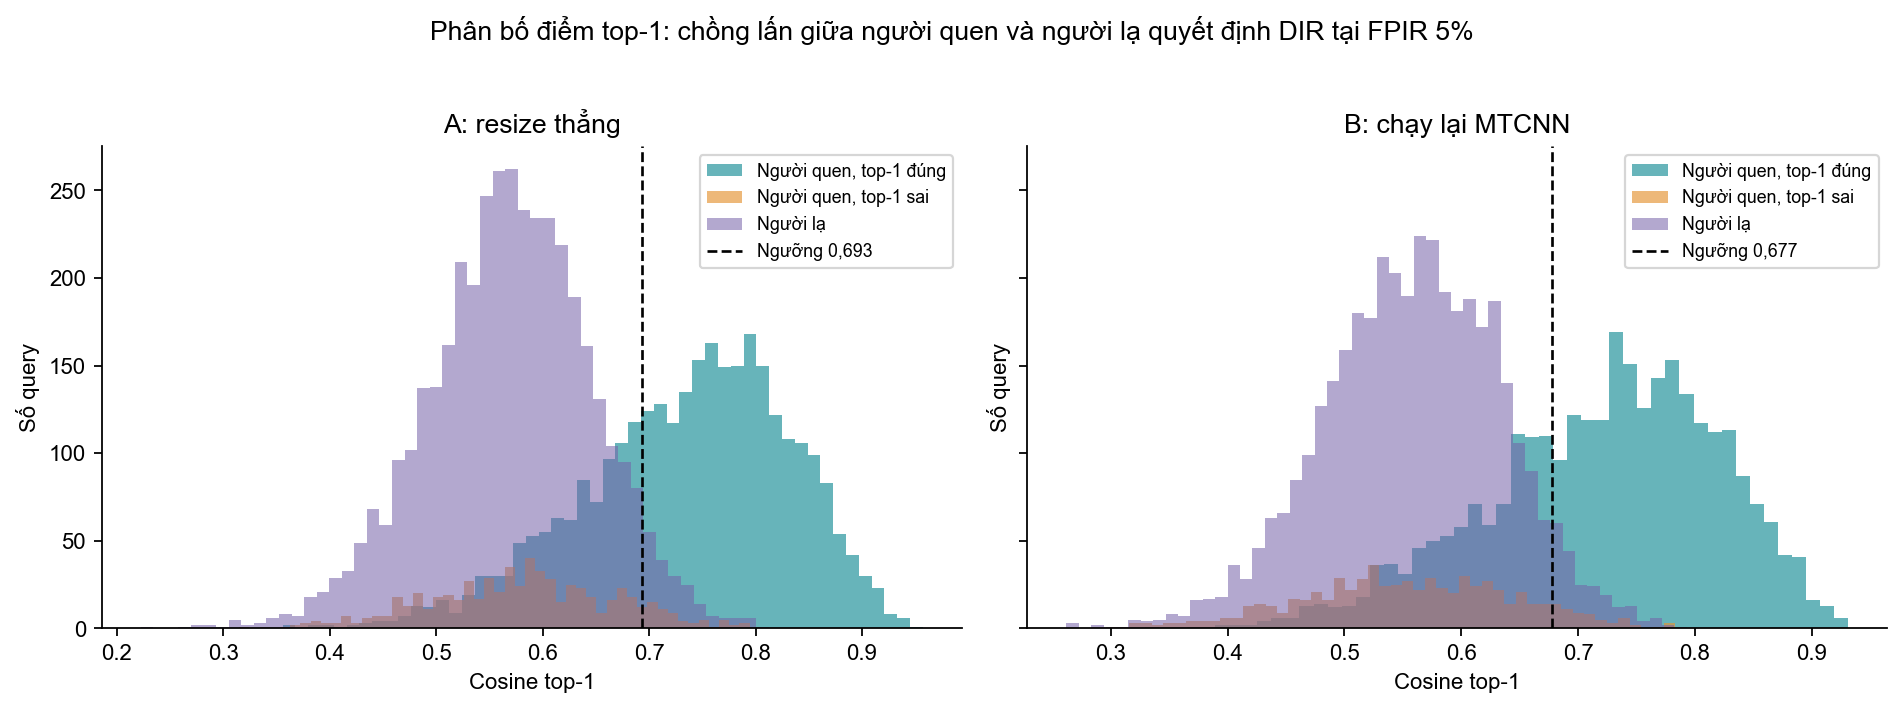 Phân bố điểm top-1: chồng lấn giữa người quen và người lạ quyết định DIR tại FPIR 5%
A: resize thẳng
Người quen, top-1 đúng
Người quen, top-1 sai
Người lạ
Ngưỡng 0,693
Số query
250
200
150
100
50
0
0.2 0.3 0.4 0.5 0.6 0.7 0.8 0.9
Cosine top-1
B: chạy lại MTCNN
Người quen, top-1 đúng
Người quen, top-1 sai
Người lạ
Ngưỡng 0,677
Số query
0.3 0.4 0.5 0.6 0.7 0.8 0.9
Cosine top-1